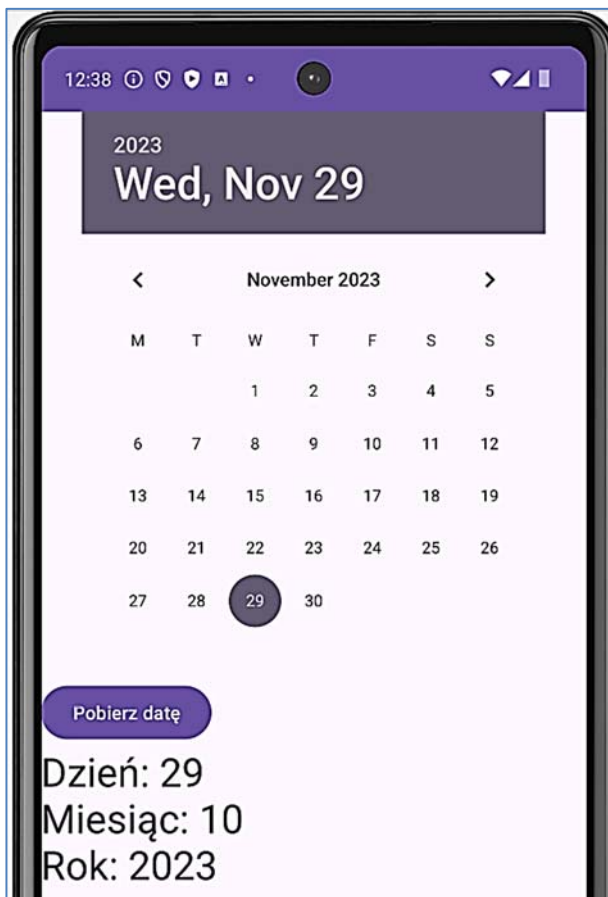 12:38
2023
Wed, Nov 29
November 2023
M T W T F S S
1 2 3 4 5
6 7 8 9 10 11 12
13 14 15 16 17 18 19
20 21 22 23 24 25 26
27 28 29 30
Pobierz datę
Dzień: 29
Miesiąc: 10
Rok: 2023